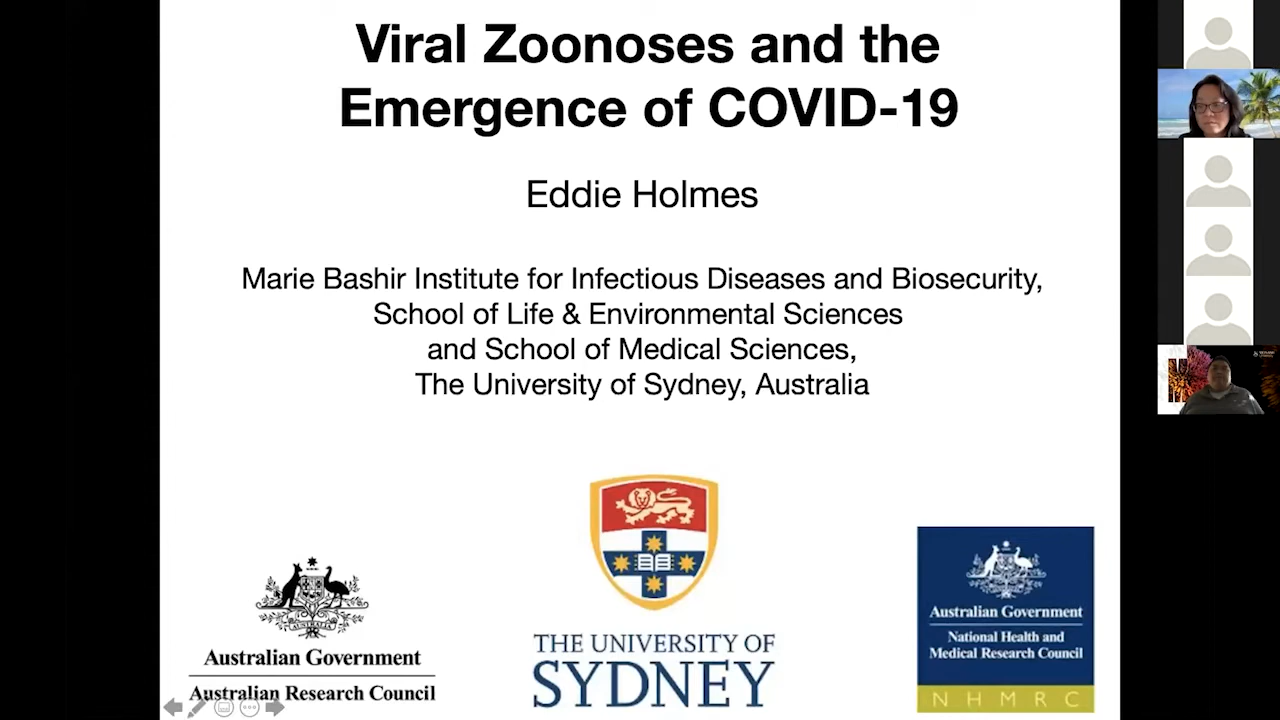 Viral Zoonoses and the
Emergence of COVID-19
Eddie Holmes
Marie Bashir Institute for Infectious Diseases and Biosecurity,
School of Life & Environmental Sciences
and School of Medical Sciences,
The University of Sydney, Australia
Australian Government
Australian Research Council
THE UNIVERSITY OF
SYDNEY
Australian Government
National Health and
Medical Research Council
NHMRC